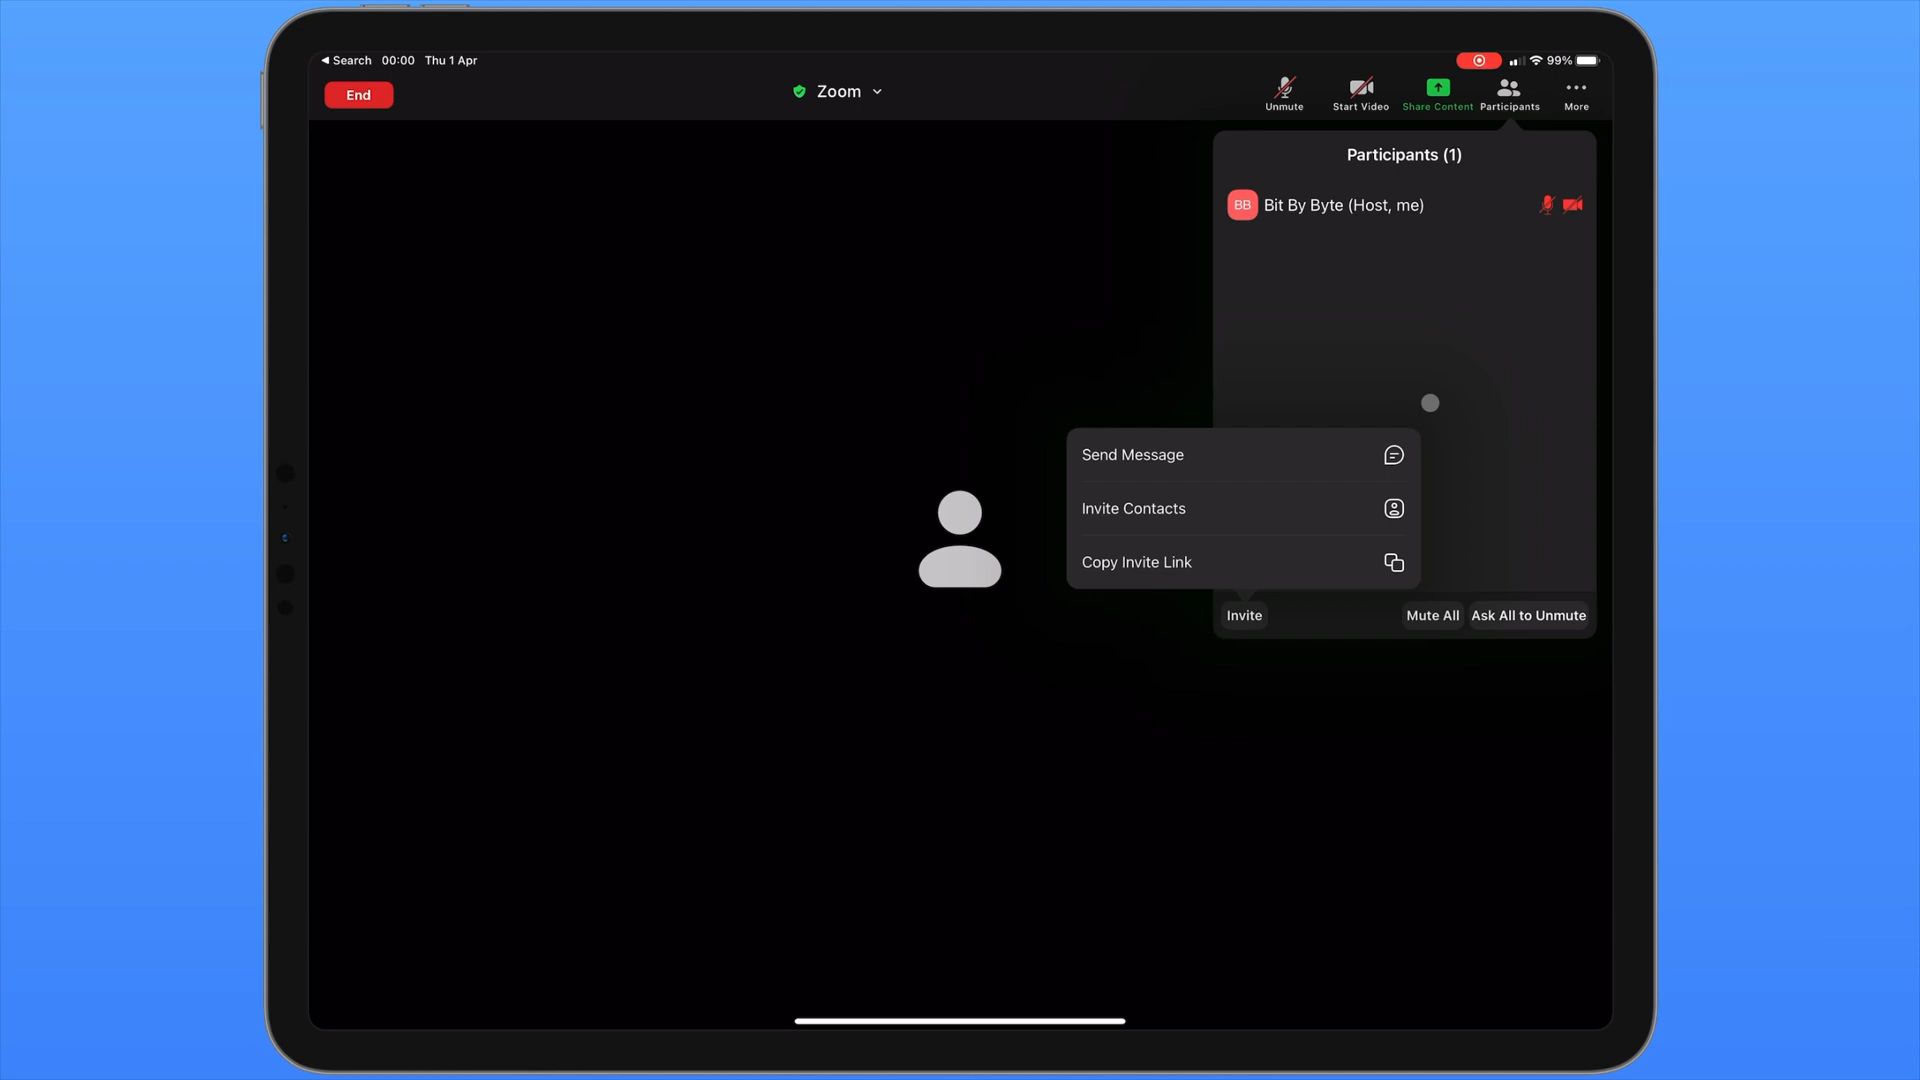 Search 00:00 Thu 1 Apr
99%
End
Zoom
Unmute
Start Video
Share Content
Participants
More
Participants (1)
BB Bit By Byte (Host, me)
Send Message
Invite Contacts
Copy Invite Link
Invite
Mute All
Ask All to Unmute